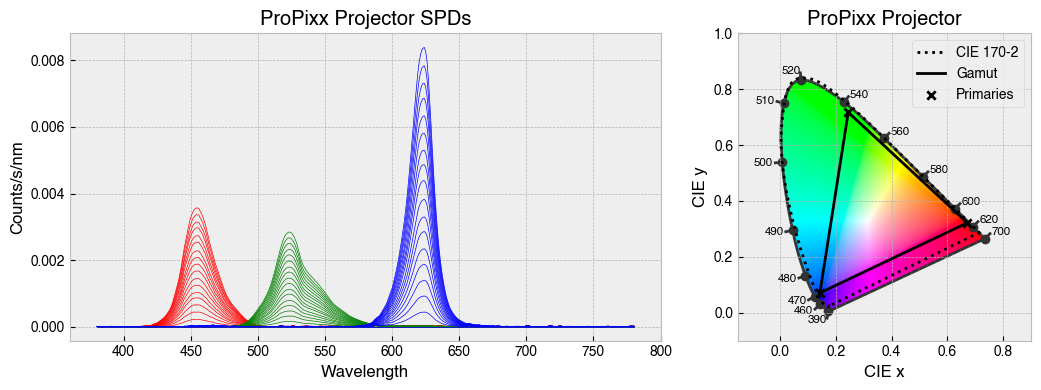 ProPixx Projector SPDs
Counts/s/nm
0.008
0.006
0.004
0.002
0.000
400 450 500 550 600 650 700 750 800
Wavelength
ProPixx Projector
CIE y
1.0
0.8
0.6
0.4
0.2
0.0
CIE 170-2
Gamut
Primaries
520
540
510
560
500
580
600
620
490
700
480
470
460
390
0.0 0.2 0.4 0.6 0.8
CIE x